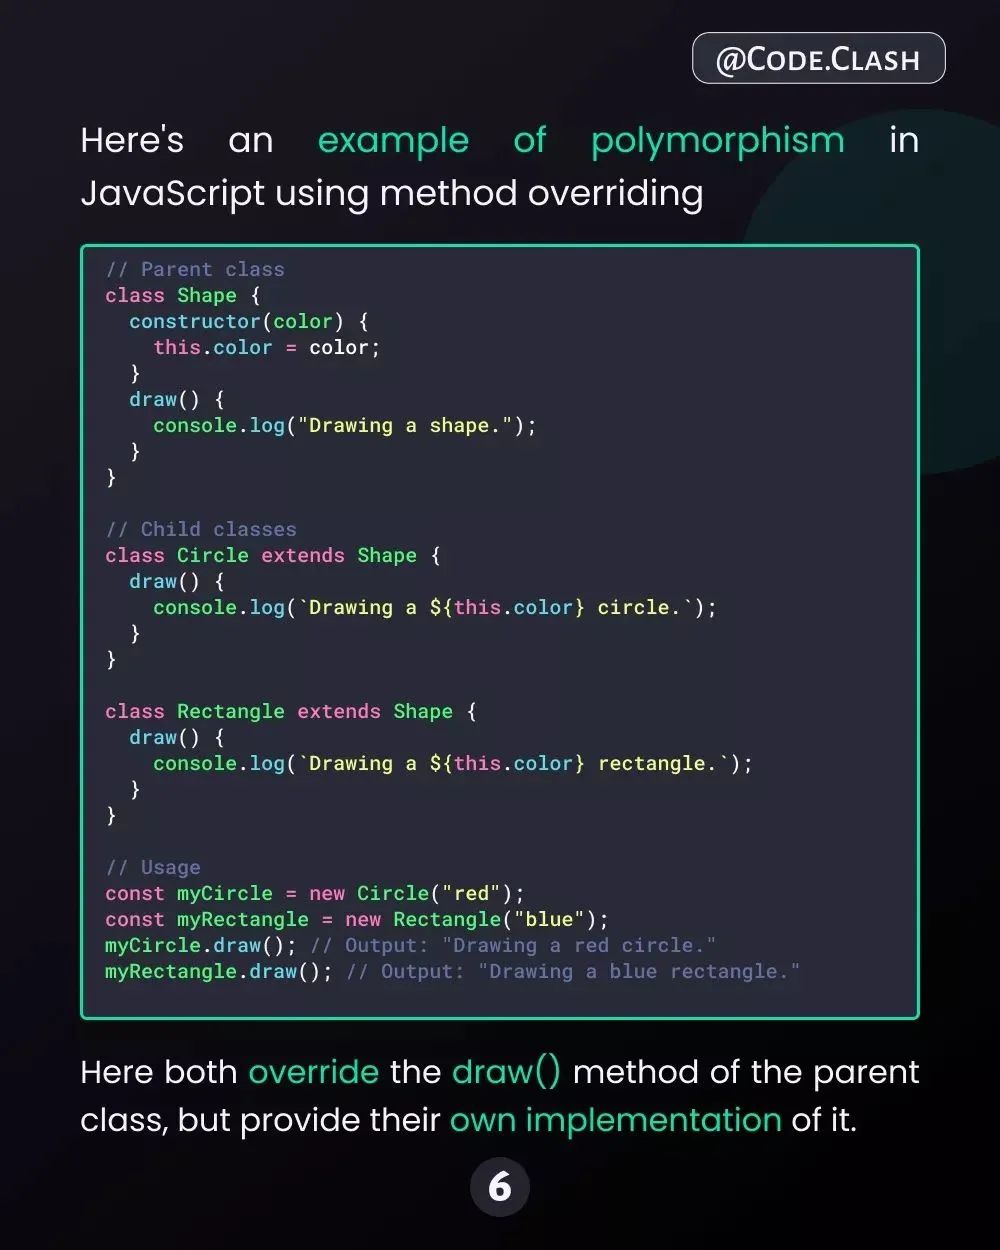 @CODE.CLASH
Here's an example of polymorphism in
JavaScript using method overriding
// Parent class
class Shape {
  constructor(color) {
    this.color = color;
  }
  draw() {
    console.log("Drawing a shape.");
  }
}

// Child classes
class Circle extends Shape {
  draw() {
    console.log(`Drawing a ${this.color} circle.`);
  }
}

class Rectangle extends Shape {
  draw() {
    console.log(`Drawing a ${this.color} rectangle.`);
  }
}

// Usage
const myCircle = new Circle("red");
const myRectangle = new Rectangle("blue");
myCircle.draw(); // Output: "Drawing a red circle."
myRectangle.draw(); // Output: "Drawing a blue rectangle."
Here both override the draw() method of the parent
class, but provide their own implementation of it.
6